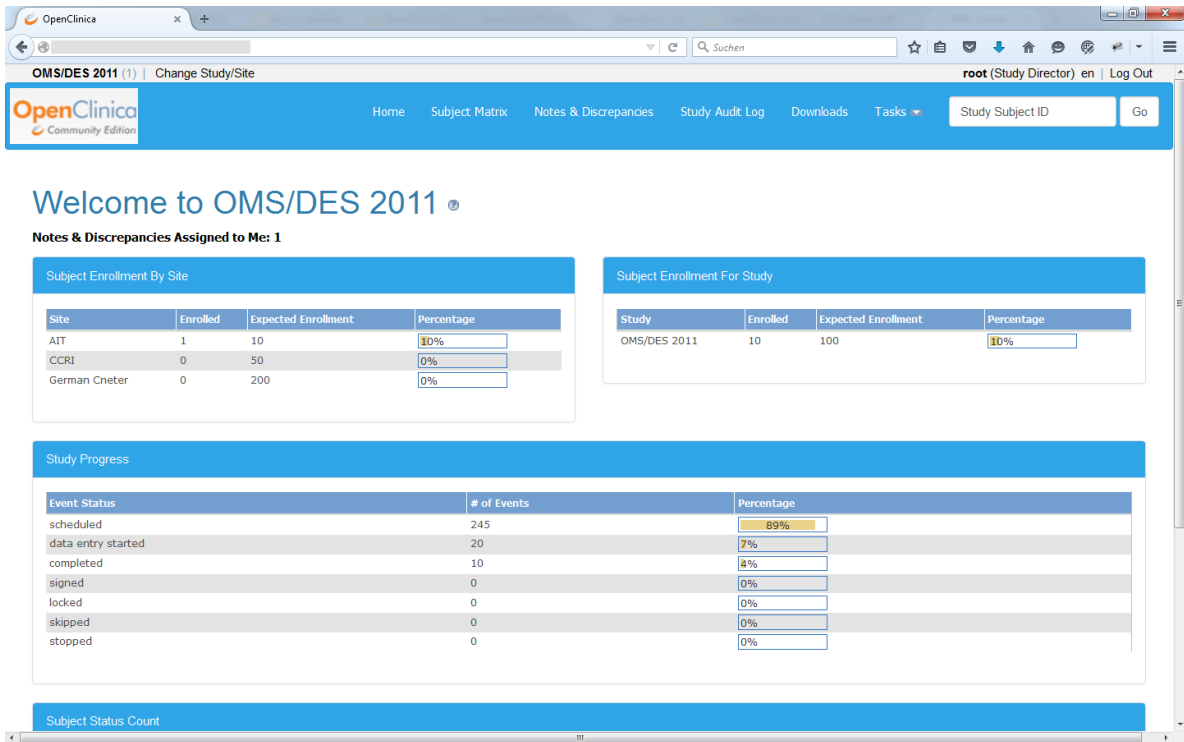 OpenClinica
Suchen
OMS/DES 2011 (1) | Change Study/Site
root (Study Director) en | Log Out
OpenClinica
Community Edition
Home Subject Matrix Notes & Discrepancies Study Audit Log Downloads Tasks Study Subject ID Go
Welcome to OMS/DES 2011
Notes & Discrepancies Assigned to Me: 1
Subject Enrollment By Site
Site Enrolled Expected Enrollment Percentage
AIT 1 10 10%
CCRI 0 50 0%
German Cneter 0 200 0%
Subject Enrollment For Study
Study Enrolled Expected Enrollment Percentage
OMS/DES 2011 10 100 10%
Study Progress
Event Status # of Events Percentage
scheduled 245 89%
data entry started 20 7%
completed 10 4%
signed 0 0%
locked 0 0%
skipped 0 0%
stopped 0 0%
Subject Status Count